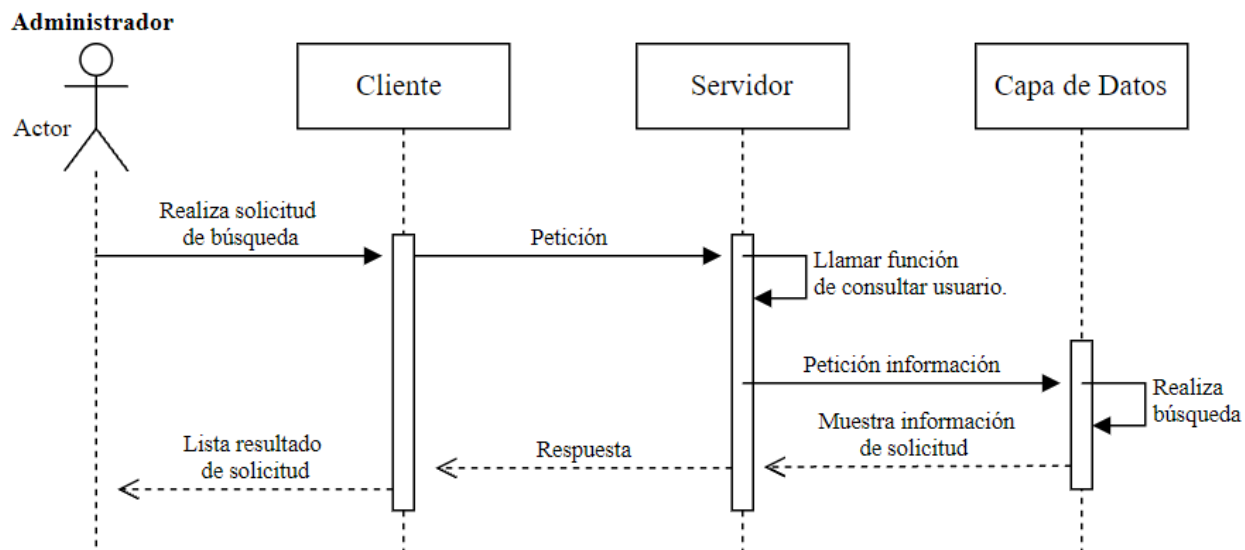 Administrador
Actor
Cliente
Servidor
Capa de Datos
Realiza solicitud
de búsqueda
Petición
Llamar función
de consultar usuario.
Petición información
Realiza
búsqueda
Muestra información
de solicitud
Respuesta
Lista resultado
de solicitud